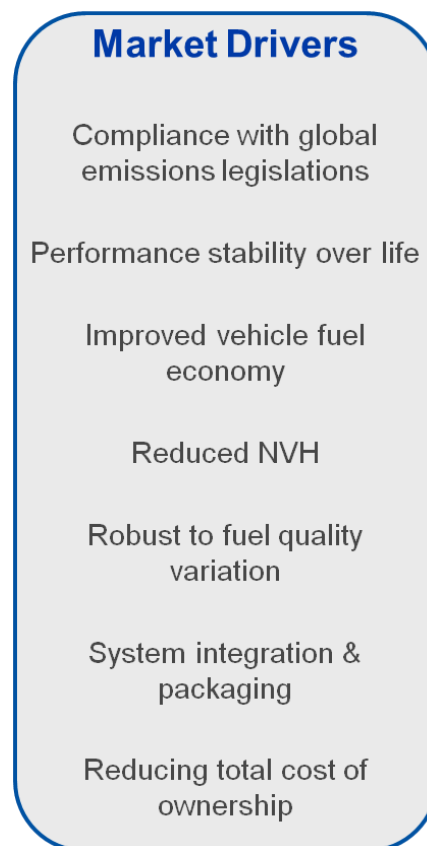 Market Drivers
Compliance with global
emissions legislations
Performance stability over life
Improved vehicle fuel
economy
Reduced NVH
Robust to fuel quality
variation
System integration &
packaging
Reducing total cost of
ownership